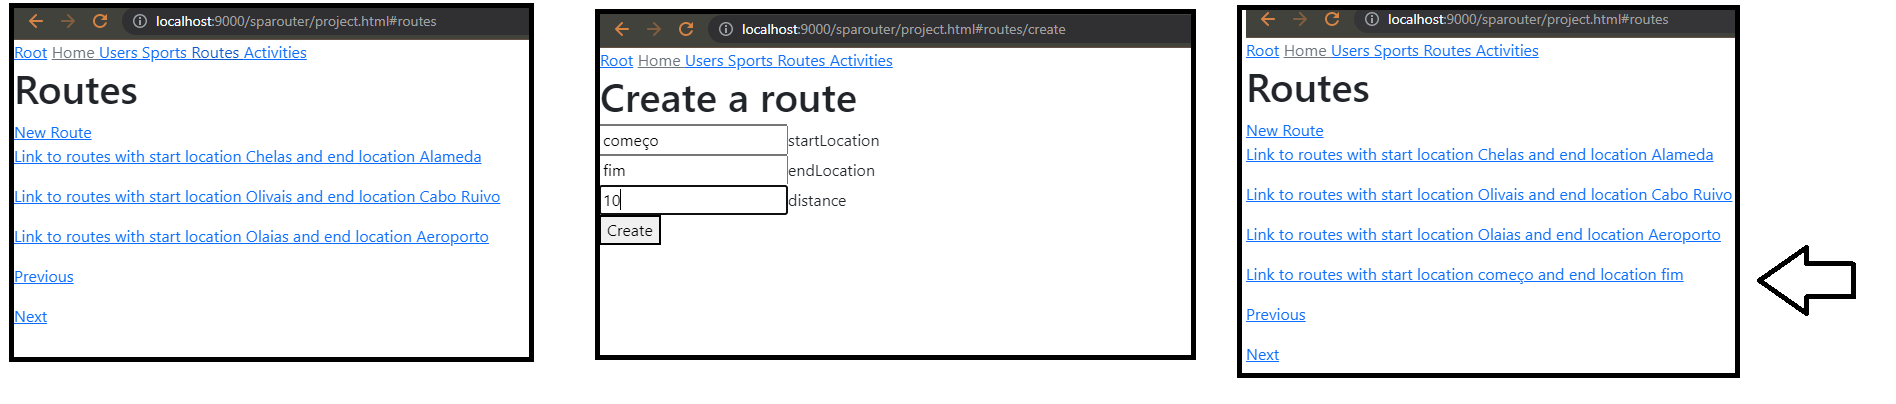 localhost:9000/sparouter/project.html#routes
Root Home Users Sports Routes Activities
Routes
New Route
Link to routes with start location Chelas and end location Alameda
Link to routes with start location Olivais and end location Cabo Ruivo
Link to routes with start location Olaias and end location Aeroporto
Previous
Next
localhost:9000/sparouter/project.html#routes/create
Root Home Users Sports Routes Activities
Create a route
começo startLocation
fim endLocation
10 distance
Create
localhost:9000/sparouter/project.html#routes
Root Home Users Sports Routes Activities
Routes
New Route
Link to routes with start location Chelas and end location Alameda
Link to routes with start location Olivais and end location Cabo Ruivo
Link to routes with start location Olaias and end location Aeroporto
Link to routes with start location começo and end location fim
Previous
Next